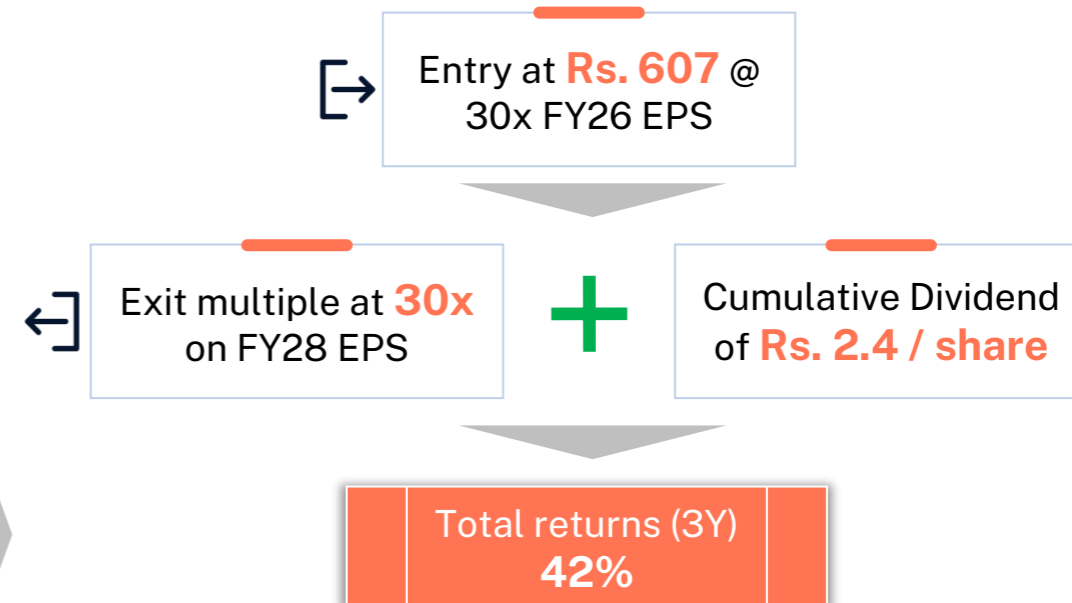 Entry at Rs. 607 @
30x FY26 EPS
Exit multiple at 30x
on FY28 EPS
Cumulative Dividend
of Rs. 2.4 / share
Total returns (3Y)
42%